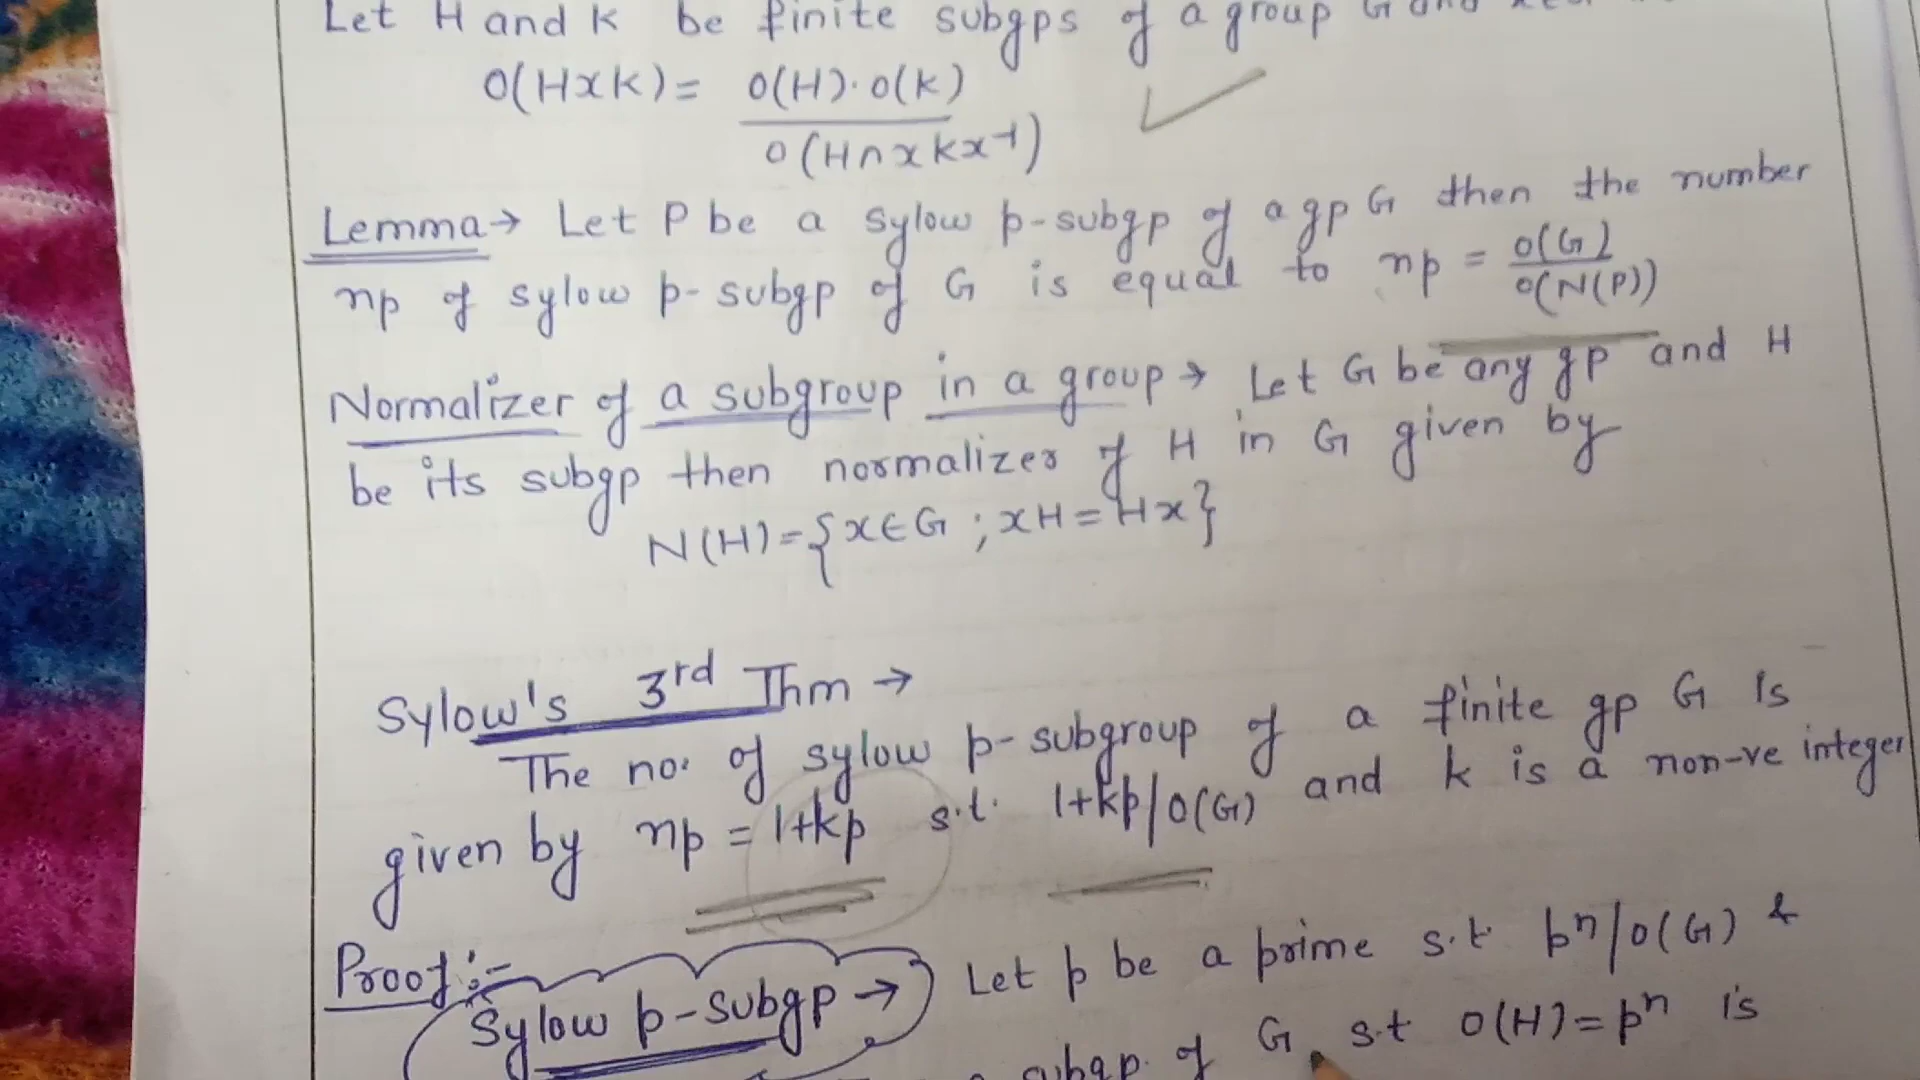 Let H and K be finite subgps of a group G and
O(HxK) = O(H).O(K)
O(H∩xKx⁻¹)
Lemma → Let P be a sylow p-subgp of a gp G then the number
np of sylow p-subgp of G is equal to np = O(G)/O(N(P))
Normalizer of a subgroup in a group → Let G be any gp and H
be its subgp then normalizer of H in G given by
N(H) = {x∈G ; xH = Hx}
Sylow's 3rd Thm →
The no. of sylow p-subgroup of a finite gp G is
given by np = 1+kp s.t. 1+kp/O(G) and k is a non-ve integer
Proof:-
Sylow p-subgp → Let p be a prime s.t pⁿ/O(G) &
subgp. of G s.t O(H) = pⁿ is